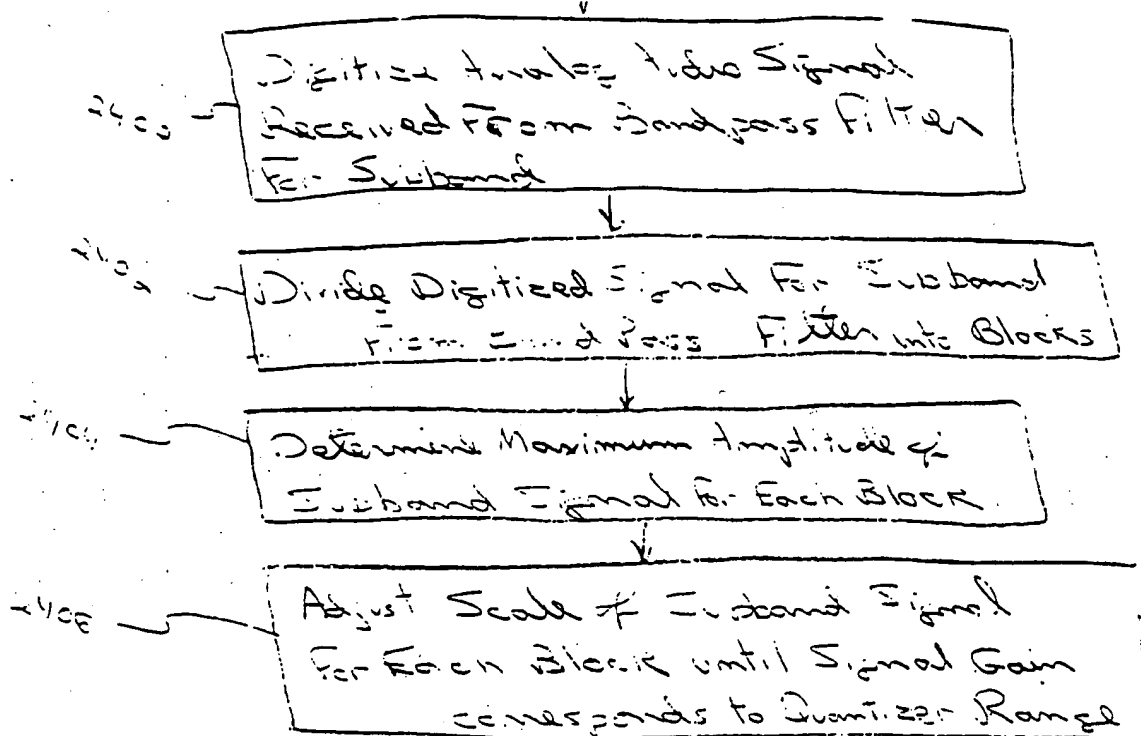 Digitize Analog Audio Signal
Received From Bandpass Filter
For Subband
Divide Digitized Signal For Subband
From Band Pass Filter into Blocks
Determine Maximum Amplitude of
Subband Signal For Each Block
Adjust Scale of Subband Signal
For Each Block until Signal Gain
corresponds to Quantizer Range